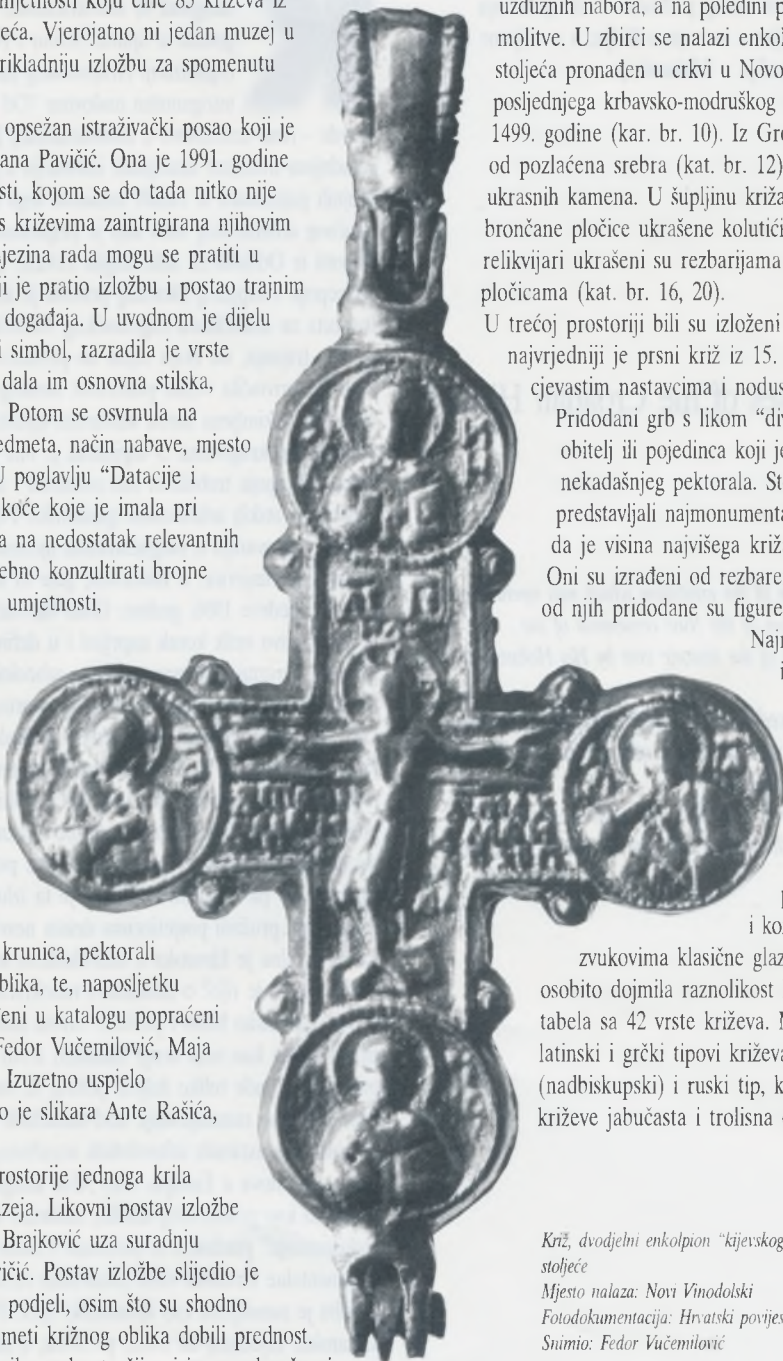 umjetnosti koju čine 85 križeva iz
eća. Vjerojatno ni jedan muzej u
rikladniju izložbu za spomenutu
opsežan istraživački posao koji je
ana Pavičić. Ona je 1991. godine
sti, kojom se do tada nitko nije
s križevima zaintrigirana njihovim
jezina rada mogu se pratiti u
ji je pratio izložbu i postao trajnim
događaja. U uvodnom je dijelu
i simbol, razradila je vrste
dala im osnovna stilska,
Potom se osvrnula na
edmeta, način nabave, mjesto
U poglavlju “Datacije i
koće koje je imala pri
a na nedostatak relevantnih
ebno konzultirati brojne
umjetnosti,
krunica, pektorali
blika, te, naposljetku
eni u katalogu popraćeni
Fedor Vučemilović, Maja
Izuzetno uspjelo
o je slikara Ante Rašića,
rostorije jednoga krila
zeja. Likovni postav izložbe
Brajković uza suradnju
ičić. Postav izložbe slijedio je
podjeli, osim što su shodno
meti križnog oblika dobili prednost.
uzdužnih nabora, a na poleđini p
molitve. U zbirci se nalazi enkol
stoljeća pronađen u crkvi u Novo
posljednjega krbavsko-modruškog
1499. godine (kar. br. 10). Iz Gre
od pozlaćena srebra (kat. br. 12)
ukrasnih kamena. U šupljinu križa
brončane pločice ukrašene kolutići
relikvijari ukrašeni su rezbarijama
pločicama (kat. br. 16, 20).
U trećoj prostoriji bili su izloženi
najvrjedniji je prsni križ iz 15.
cjevastim nastavcima i nodus
Pridodani grb s likom “div
obitelj ili pojedinca koji je
nekadašnjeg pektorala. St
predstavljali najmonumenta
da je visina najvišega križ
Oni su izrađeni od rezbare
od njih pridodane su figure
Najn
i
i ko
zvukovima klasične glaz
osobito dojmila raznolikost
tabela sa 42 vrste križeva. N
latinski i grčki tipovi križeva
(nadbiskupski) i ruski tip, k
križeve jabučasta i trolisna
Križ, dvodjelni enkolpion “kijevskog
stoljeće
Mjesto nalaza: Novi Vinodolski
Fotodokumentacija: Hrvatski povijes
Snimio: Fedor Vučemilović